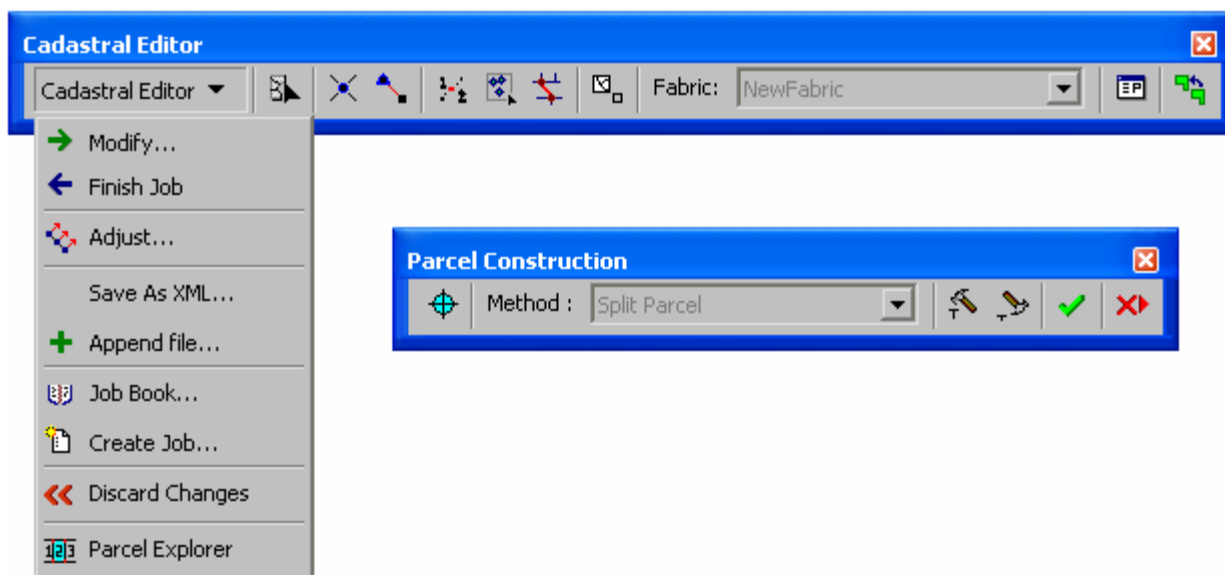 Cadastral Editor
Cadastral Editor Fabric: NewFabric
Modify...
Finish Job
Adjust...
Save As XML...
Append file...
Job Book...
Create Job...
Discard Changes
Parcel Explorer
Parcel Construction
Method : Split Parcel